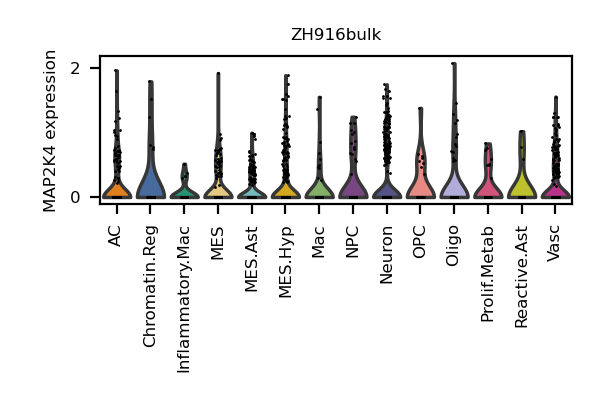 ZH916bulk
MAP2K4 expression
2
0
AC
Chromatin.Reg
Inflammatory.Mac
MES
MES.Ast
MES.Hyp
Mac
NPC
Neuron
OPC
Oligo
Prolif.Metab
Reactive.Ast
Vasc